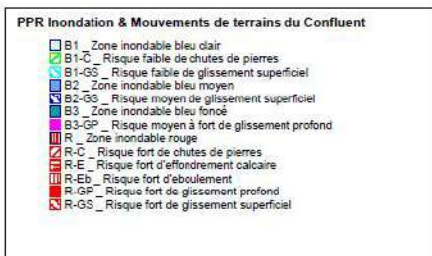 PPR Inondation & Mouvements de terrains du Confluent
B1 _ Zone inondable bleu clair
B1-C _ Risque faible de chutes de pierres
B1-GS _ Risque faible de glissement superficiel
B2 _ Zone inondable bleu moyen
B2-GS _ Risque moyen de glissement superficiel
B3 _ Zone inondable bleu foncé
B3-GP _ Risque moyen à fort de glissement profond
R _ Zone inondable rouge
R-C _ Risque fort de chutes de pierres
R-E _ Risque fort d'effondrement calcaire
R-Eb _ Risque fort d'eboulement
R-GP _ Risque fort de glissement profond
R-GS _ Risque fort de glissement superficiel